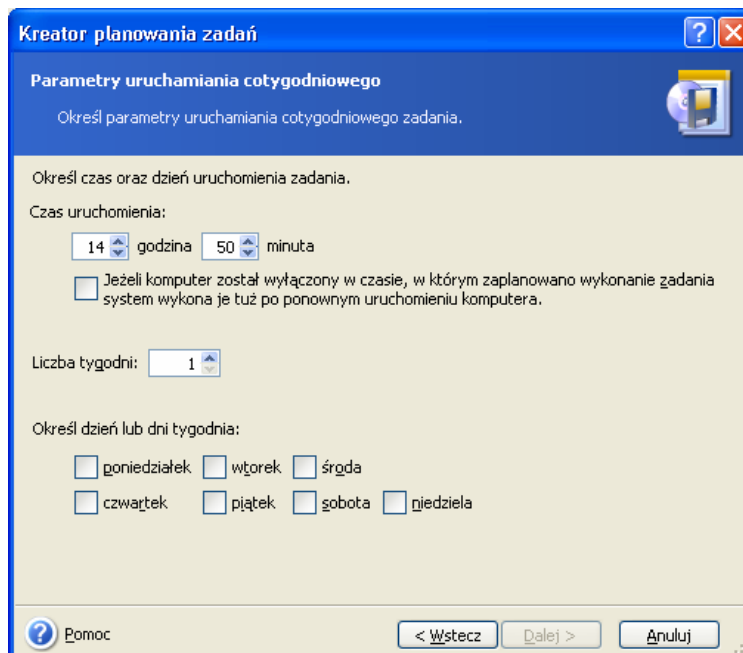 Kreator planowania zadań
Parametry uruchamiania cotygodniowego
Określ parametry uruchamiania cotygodniowego zadania.
Określ czas oraz dzień uruchomienia zadania.
Czas uruchomienia:
14 godzina 50 minuta
Jeżeli komputer został wyłączony w czasie, w którym zaplanowano wykonanie zadania
system wykona je tuż po ponownym uruchomieniu komputera.
Liczba tygodni: 1
Określ dzień lub dni tygodnia:
poniedziałek wtorek środa
czwartek piątek sobota niedziela
Pomoc < Wstecz Dalej > Anuluj